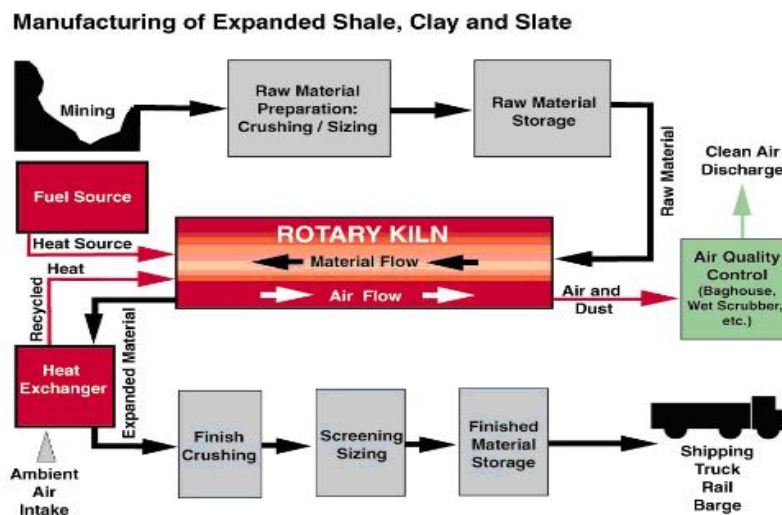 Manufacturing of Expanded Shale, Clay and Slate
Mining
Raw Material
Preparation:
Crushing / Sizing
Raw Material
Storage
Raw Material
Clean Air
Discharge
Fuel Source
Heat Source
Heat
Recycled
ROTARY KILN
Material Flow
Air Flow
Air and
Dust
Air Quality
Control
(Baghouse,
Wet Scrubber,
etc.)
Heat
Exchanger
Expanded Material
Ambient
Air
Intake
Finish
Crushing
Screening
Sizing
Finished
Material
Storage
Shipping
Truck
Rail
Barge